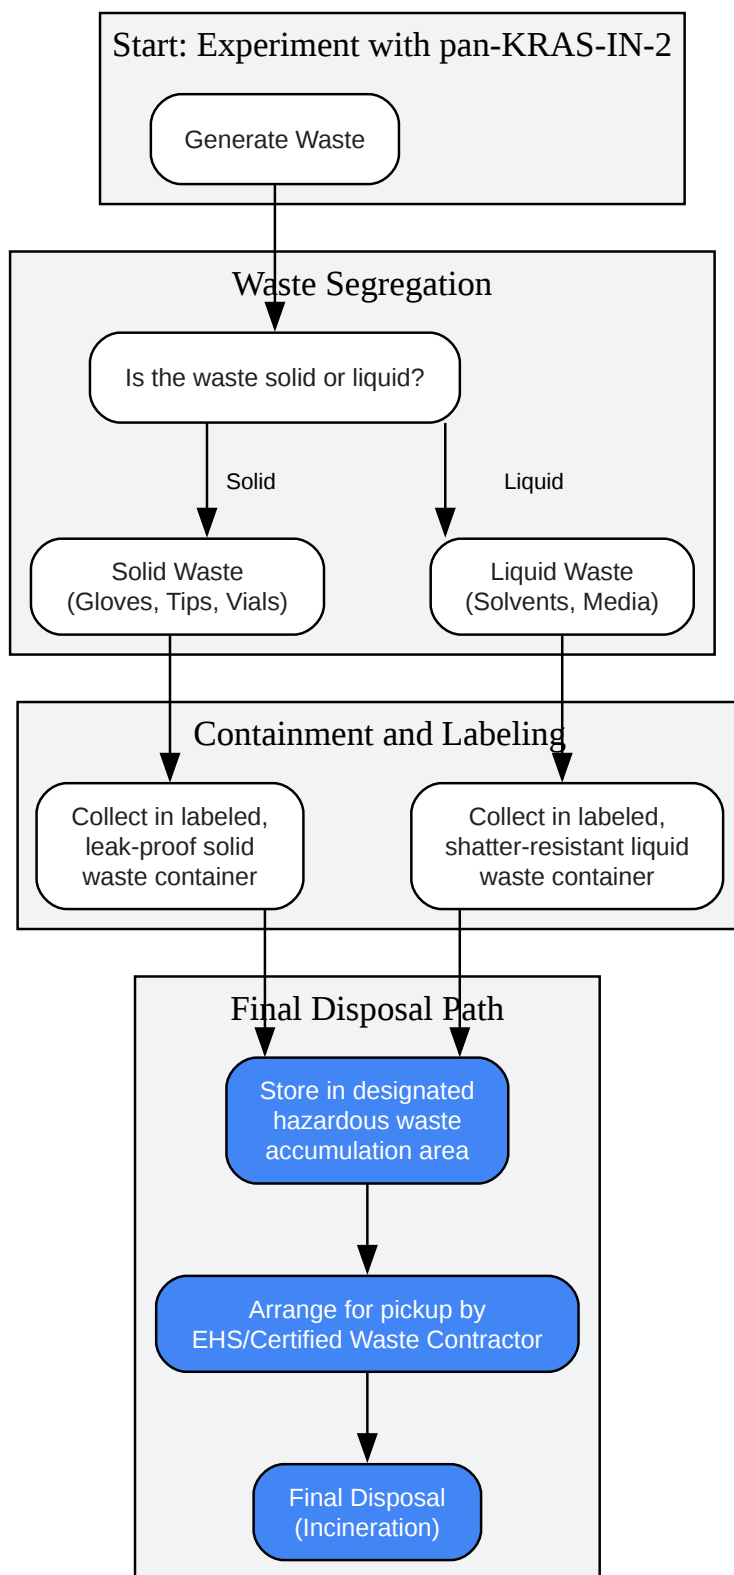 Start: Experiment with pan-KRAS-IN-2
Generate Waste
Waste Segregation
Is the waste solid or liquid?
Solid
Liquid
Solid Waste
(Gloves, Tips, Vials)
Liquid Waste
(Solvents, Media)
Containment and Labeling
Collect in labeled,
leak-proof solid
waste container
Collect in labeled,
shatter-resistant liquid
waste container
Final Disposal Path
Store in designated
hazardous waste
accumulation area
Arrange for pickup by
EHS/Certified Waste Contractor
Final Disposal
(Incineration)